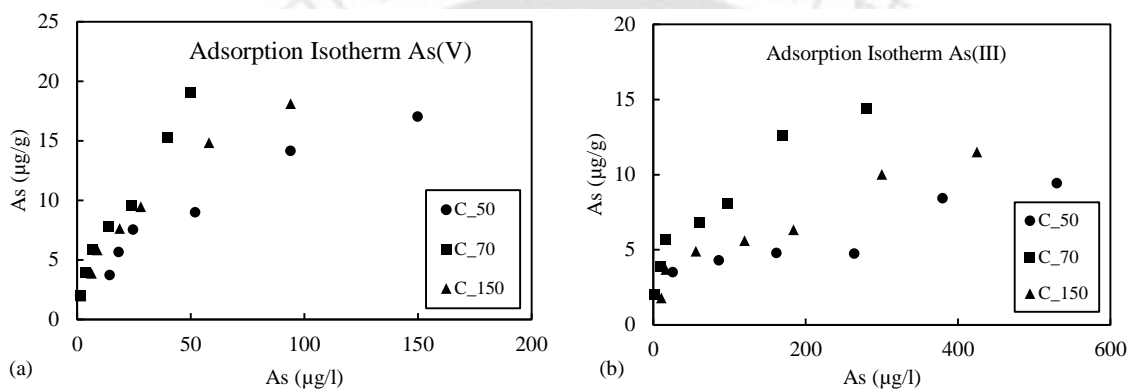 Adsorption Isotherm As(V)
As (µg/g)
25
20
15
10
5
0
0 50 100 150 200
As (µg/l)
C_50
C_70
C_150
(a)
Adsorption Isotherm As(III)
As (µg/g)
20
15
10
5
0
0 200 400 600
As (µg/l)
C_50
C_70
C_150
(b)